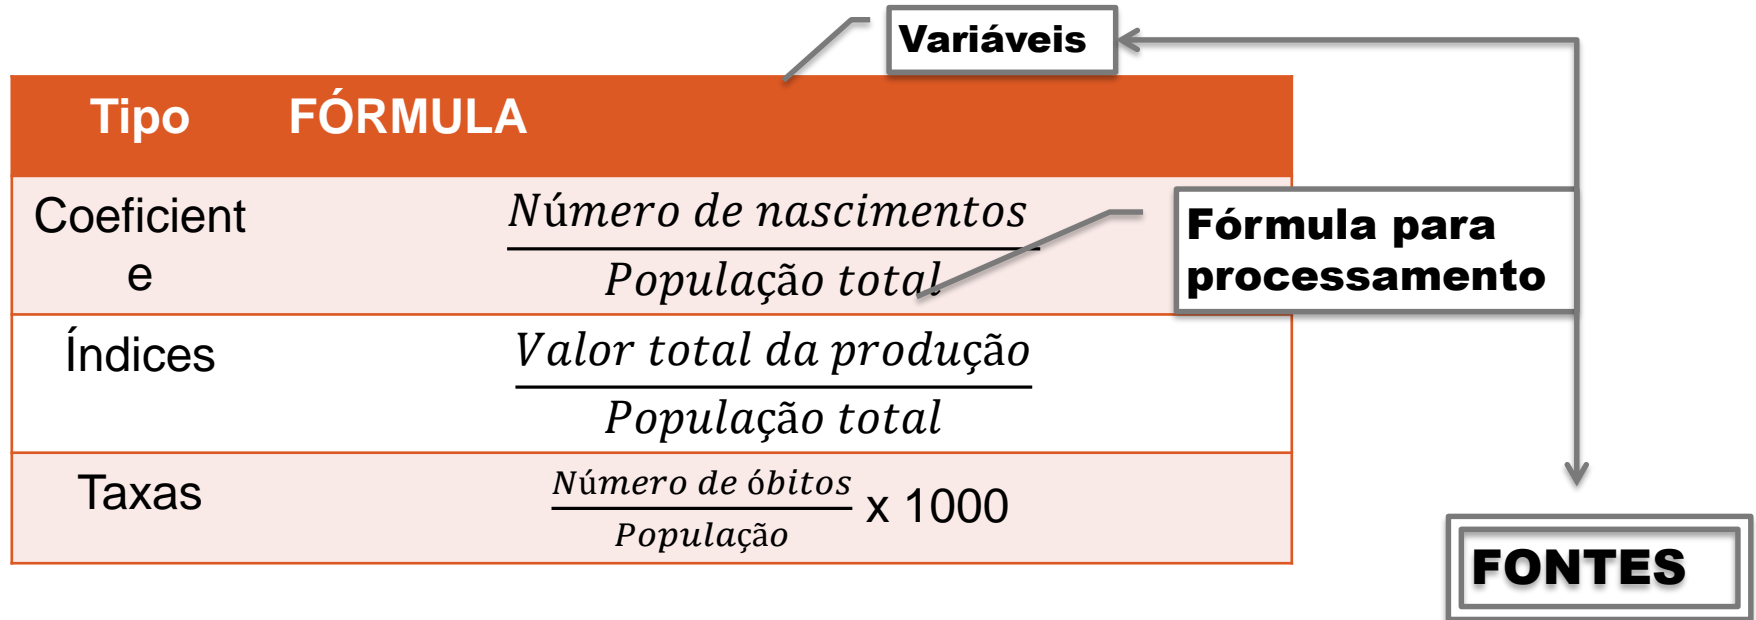 Variáveis
Tipo FÓRMULA
Coeficient
e
Número de nascimentos
População total
Fórmula para
processamento
Índices
Valor total da produção
População total
Taxas
Número de óbitos
População
x 1000
FONTES